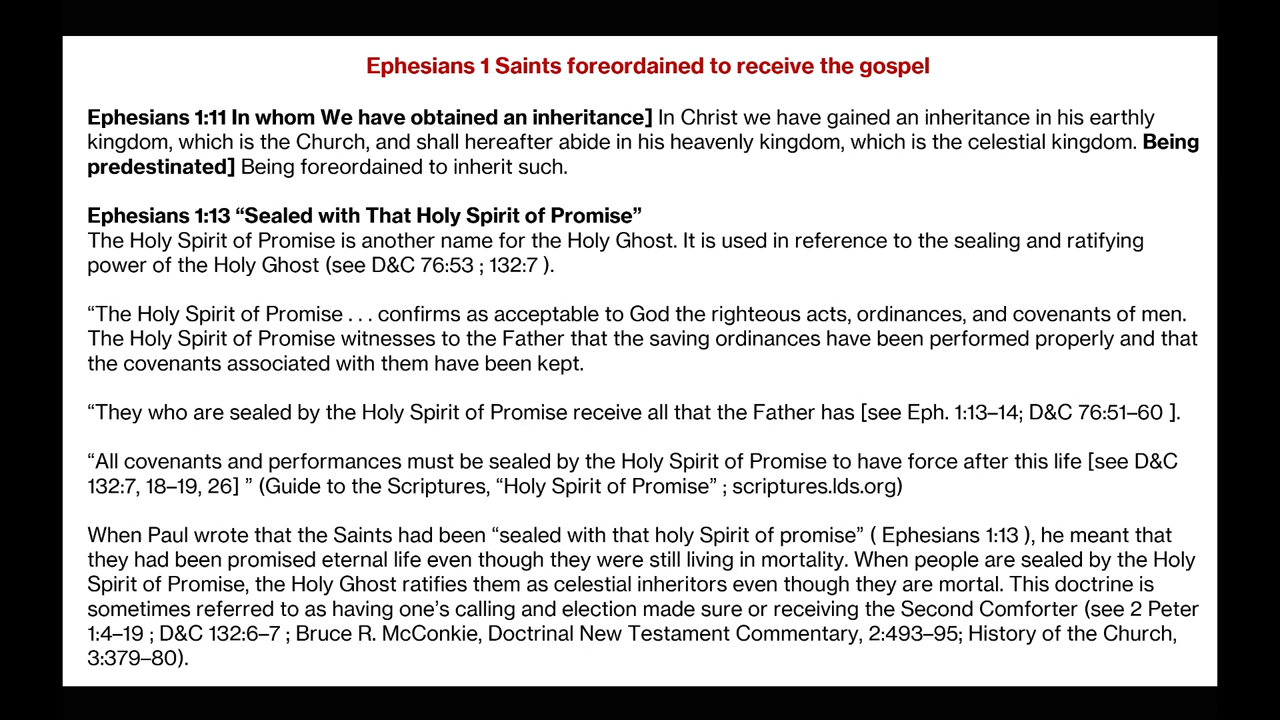 Ephesians 1 Saints foreordained to receive the gospel
Ephesians 1:11 In whom We have obtained an inheritance] In Christ we have gained an inheritance in his earthly
kingdom, which is the Church, and shall hereafter abide in his heavenly kingdom, which is the celestial kingdom. Being
predestinated] Being foreordained to inherit such.
Ephesians 1:13 “Sealed with That Holy Spirit of Promise”
The Holy Spirit of Promise is another name for the Holy Ghost. It is used in reference to the sealing and ratifying
power of the Holy Ghost (see D&C 76:53 ; 132:7 ).
“The Holy Spirit of Promise . . . confirms as acceptable to God the righteous acts, ordinances, and covenants of men.
The Holy Spirit of Promise witnesses to the Father that the saving ordinances have been performed properly and that
the covenants associated with them have been kept.
“They who are sealed by the Holy Spirit of Promise receive all that the Father has [see Eph. 1:13–14; D&C 76:51–60 ].
“All covenants and performances must be sealed by the Holy Spirit of Promise to have force after this life [see D&C
132:7, 18–19, 26] ” (Guide to the Scriptures, “Holy Spirit of Promise” ; scriptures.lds.org)
When Paul wrote that the Saints had been “sealed with that holy Spirit of promise” ( Ephesians 1:13 ), he meant that
they had been promised eternal life even though they were still living in mortality. When people are sealed by the Holy
Spirit of Promise, the Holy Ghost ratifies them as celestial inheritors even though they are mortal. This doctrine is
sometimes referred to as having one’s calling and election made sure or receiving the Second Comforter (see 2 Peter
1:4–19 ; D&C 132:6–7 ; Bruce R. McConkie, Doctrinal New Testament Commentary, 2:493–95; History of the Church,
3:379–80).